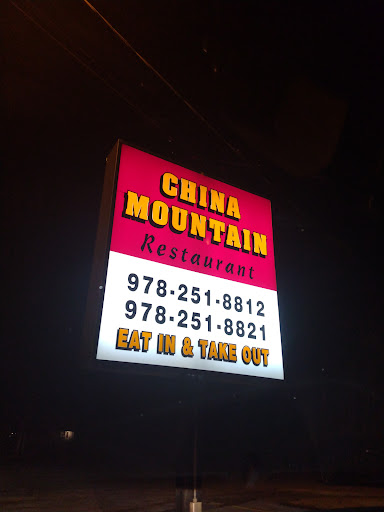 CHINA
MOUNTAIN
Restaurant
978-251-8812
978-251-8821
EAT IN & TAKE OUT